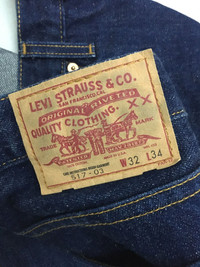 LEVI STRAUSS & CO.
SAN FRANCISCO, CAL.
ORIGINAL RIVETED
QUALITY CLOTHING.
XX
TRADE MARK
517-03
W32 L34